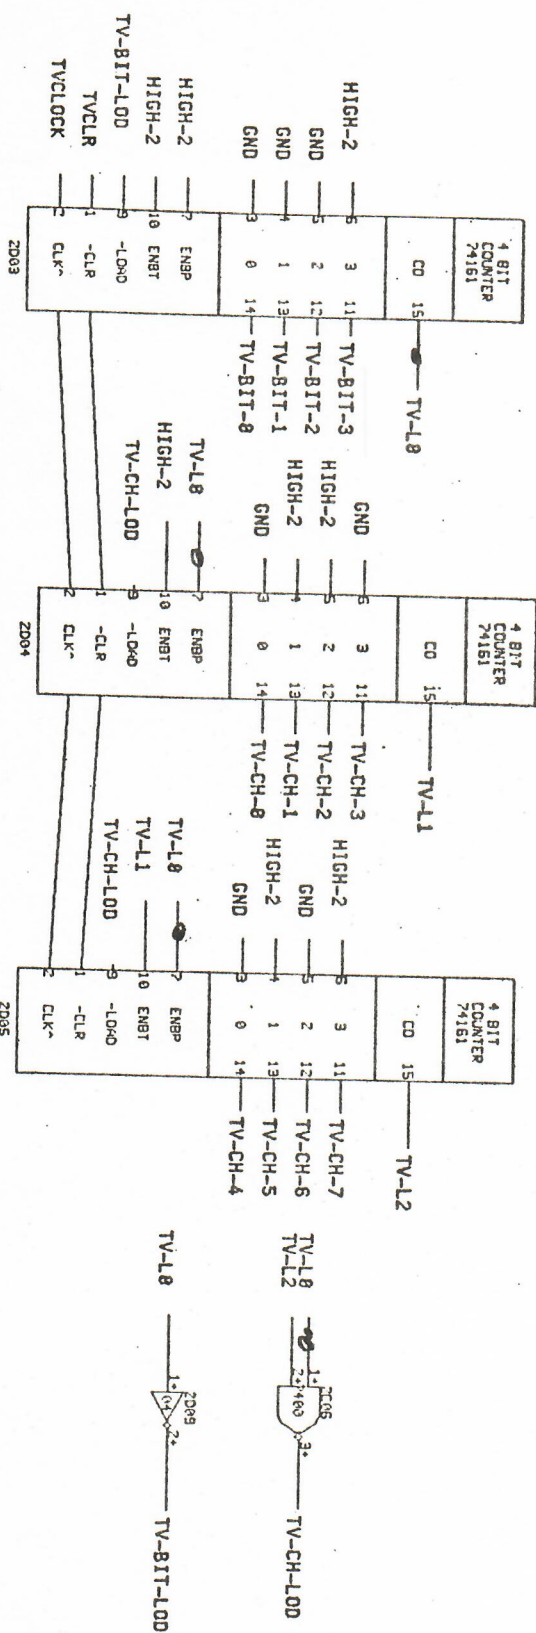 4 BIT
COUNTER
74161
CO 15
TV-L0
HIGH-2 6 3 11 TV-BIT-3
GND 5 2 12 TV-BIT-2
GND 4 1 13 TV-BIT-1
GND 3 0 14 TV-BIT-0
HIGH-2 7 ENBP
HIGH-2 10 ENBT
TV-BIT-LOD 9 -LOAD
TVCLR 1 -CLR
TVCLOCK 2 CLK^
2D03
4 BIT
COUNTER
74161
CO 15
TV-L1
GND 6 3 11 TV-CH-3
HIGH-2 5 2 12 TV-CH-2
HIGH-2 4 1 13 TV-CH-1
GND 3 0 14 TV-CH-0
TV-L0 7 ENBP
HIGH-2 10 ENBT
TV-CH-LOD 9 -LOAD
1 -CLR
2 CLK^
2D04
4 BIT
COUNTER
74161
CO 15
TV-L2
HIGH-2 6 3 11 TV-CH-7
GND 5 2 12 TV-CH-6
HIGH-2 4 1 13 TV-CH-5
GND 3 0 14 TV-CH-4
TV-L0 7 ENBP
TV-L1 10 ENBT
TV-CH-LOD 9 -LOAD
1 -CLR
2 CLK^
2D05
TV-L0 1+
TV-L2 2+
7400
3+ TV-CH-LOD
TV-L0 1+
04
2D09
2+ TV-BIT-LOD